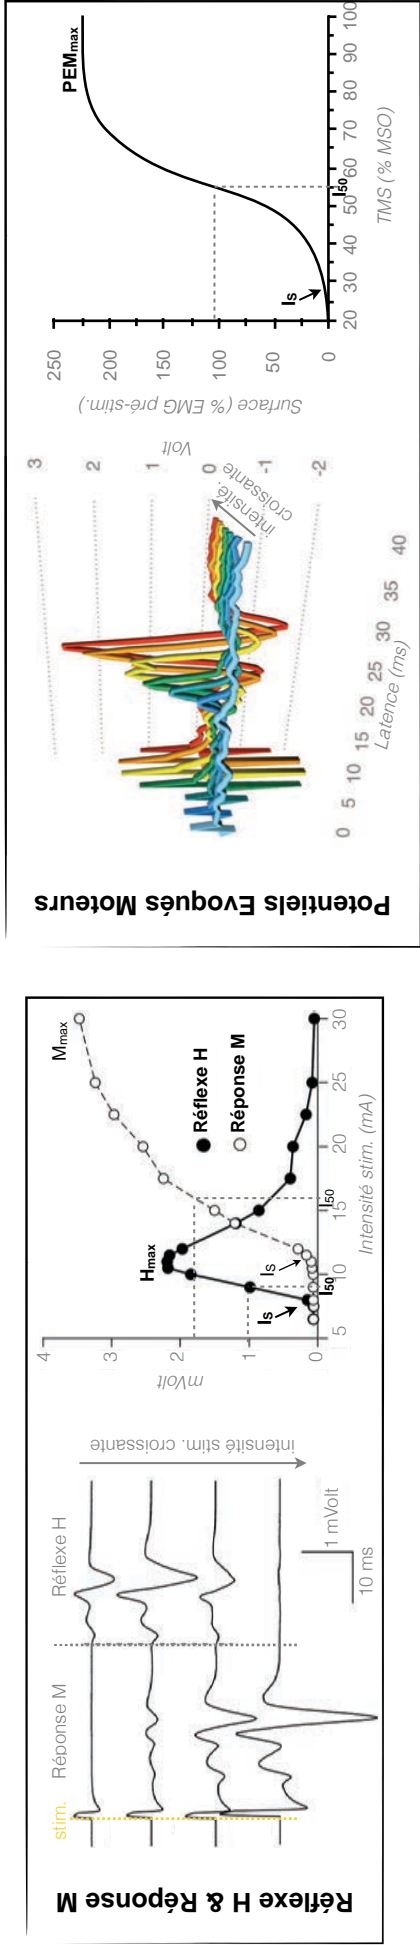 Réflexe H & Réponse M
stim.
Réponse M
Réflexe H
intensité stim. croissante
1 mVolt
10 ms
mVolt
4
3
2
1
0
Hmax
Mmax
Réflexe H
Réponse M
Is
Is
I50
I50
5
10
15
20
25
30
Intensité stim. (mA)
Potentiels Evoqués Moteurs
3
2
1
0
-1
-2
Volt
intensité.
croissante
0
5
10
15
20
25
30
35
40
Latence (ms)
Surface (% EMG pré-stim.)
250
200
150
100
50
0
PEMmax
Is
I50
20
30
40
50
60
70
80
90
100
TMS (% MSO)